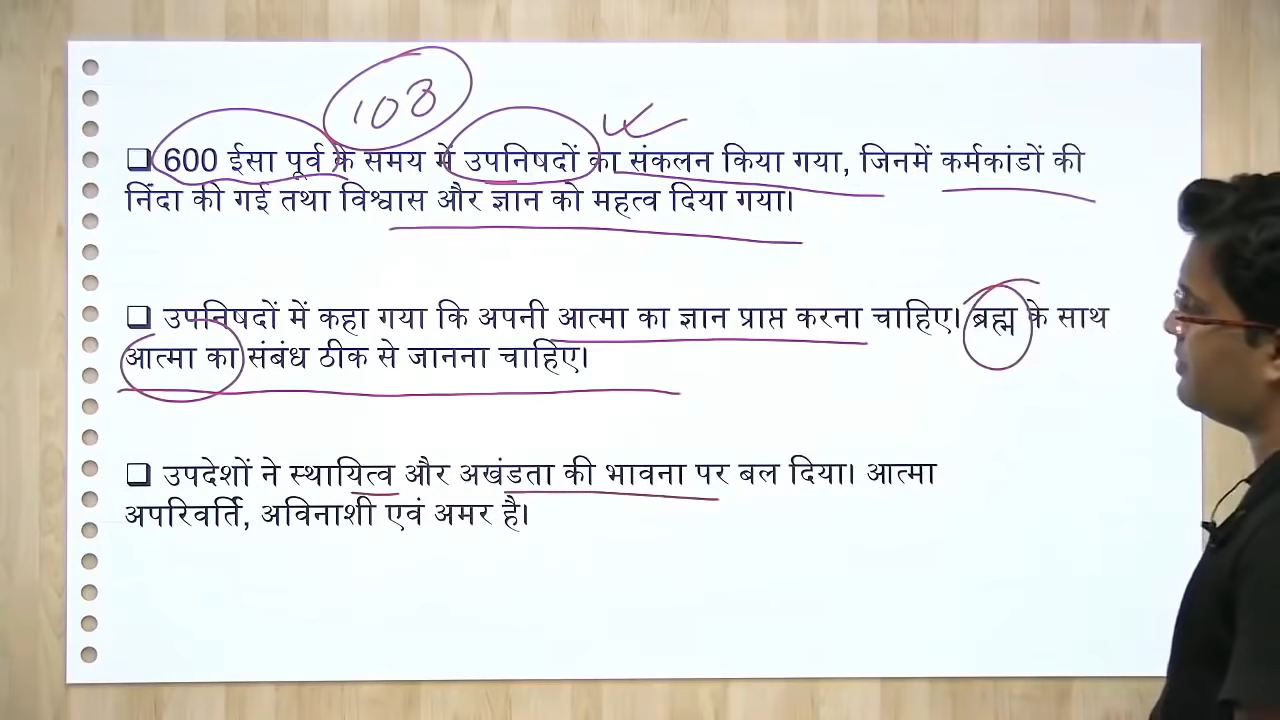 108
❑ 600 ईसा पूर्व के समय में उपनिषदों का संकलन किया गया, जिनमें कर्मकांडों की
निंदा की गई तथा विश्वास और ज्ञान को महत्व दिया गया।
❑ उपनिषदों में कहा गया कि अपनी आत्मा का ज्ञान प्राप्त करना चाहिए। ब्रह्म के साथ
आत्मा का संबंध ठीक से जानना चाहिए।
❑ उपदेशों ने स्थायित्व और अखंडता की भावना पर बल दिया। आत्मा
अपरिवर्ति, अविनाशी एवं अमर है।